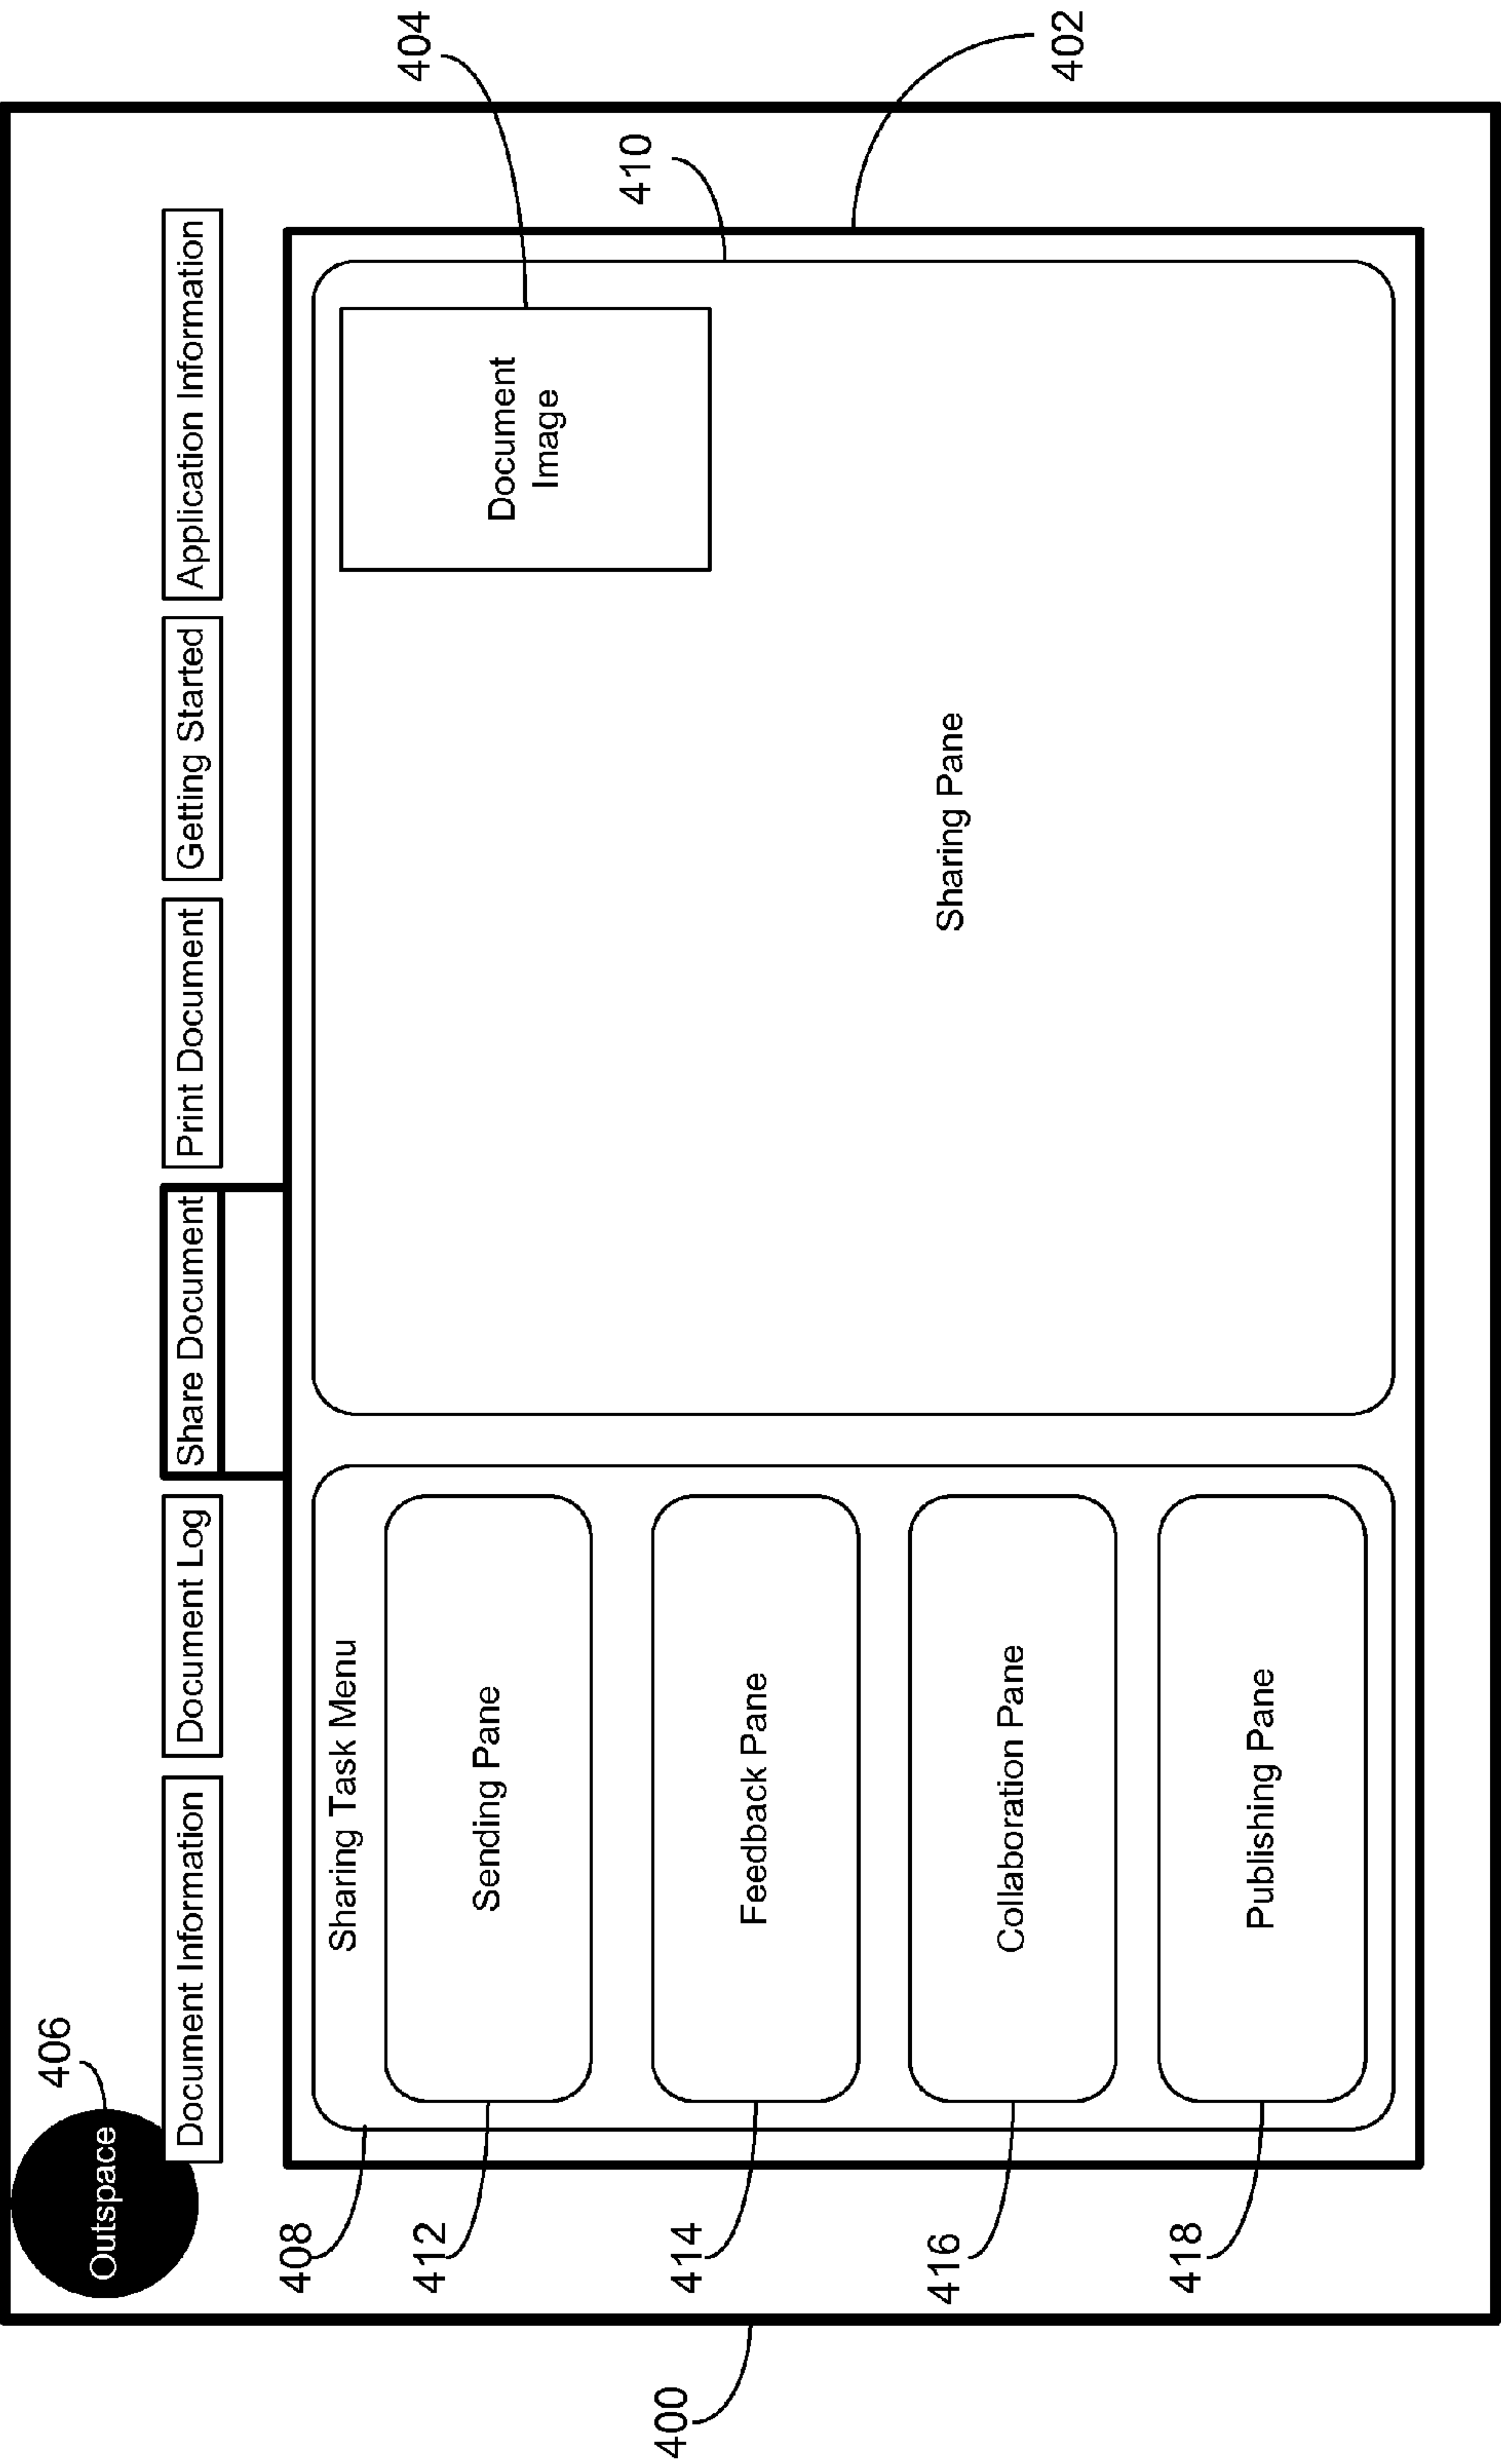 406
Outspace
Document Information
Document Log
Share Document
Print Document
Getting Started
Application Information
404
408
Sharing Task Menu
412
Sending Pane
Document
Image
410
414
Feedback Pane
Sharing Pane
416
Collaboration Pane
402
418
Publishing Pane
400